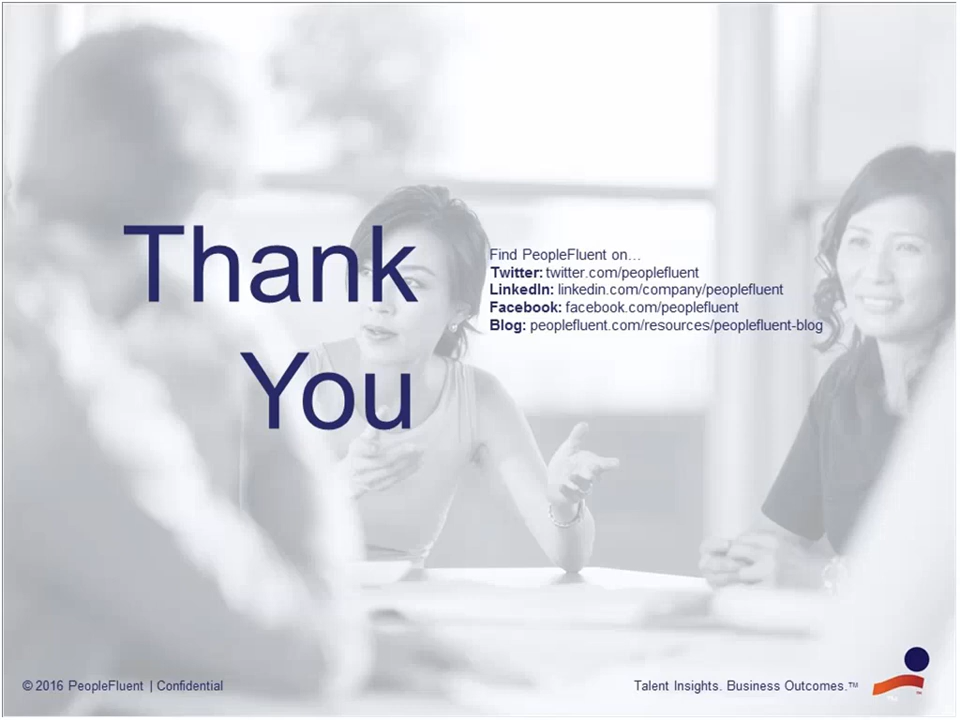 Thank
You
Find PeopleFluent on…
Twitter: twitter.com/peoplefluent
LinkedIn: linkedin.com/company/peoplefluent
Facebook: facebook.com/peoplefluent
Blog: peoplefluent.com/resources/peoplefluent-blog
© 2016 PeopleFluent | Confidential
Talent Insights. Business Outcomes.™